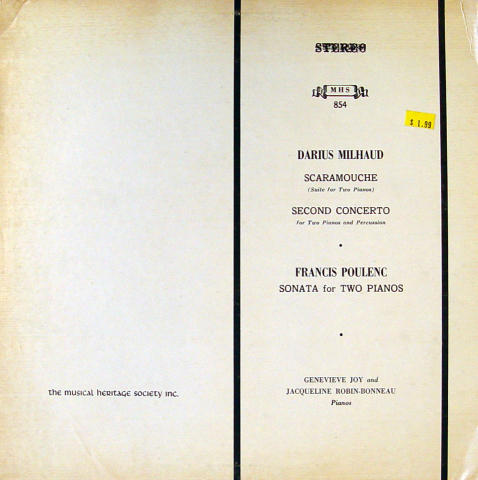 STEREO
MHS
854
$1.99
DARIUS MILHAUD
SCARAMOUCHE
(Suite for Two Pianos)
SECOND CONCERTO
for Two Pianos and Percussion
•
FRANCIS POULENC
SONATA for TWO PIANOS
•
GENEVIEVE JOY and
JACQUELINE ROBIN-BONNEAU
Pianos
the musical heritage society inc.